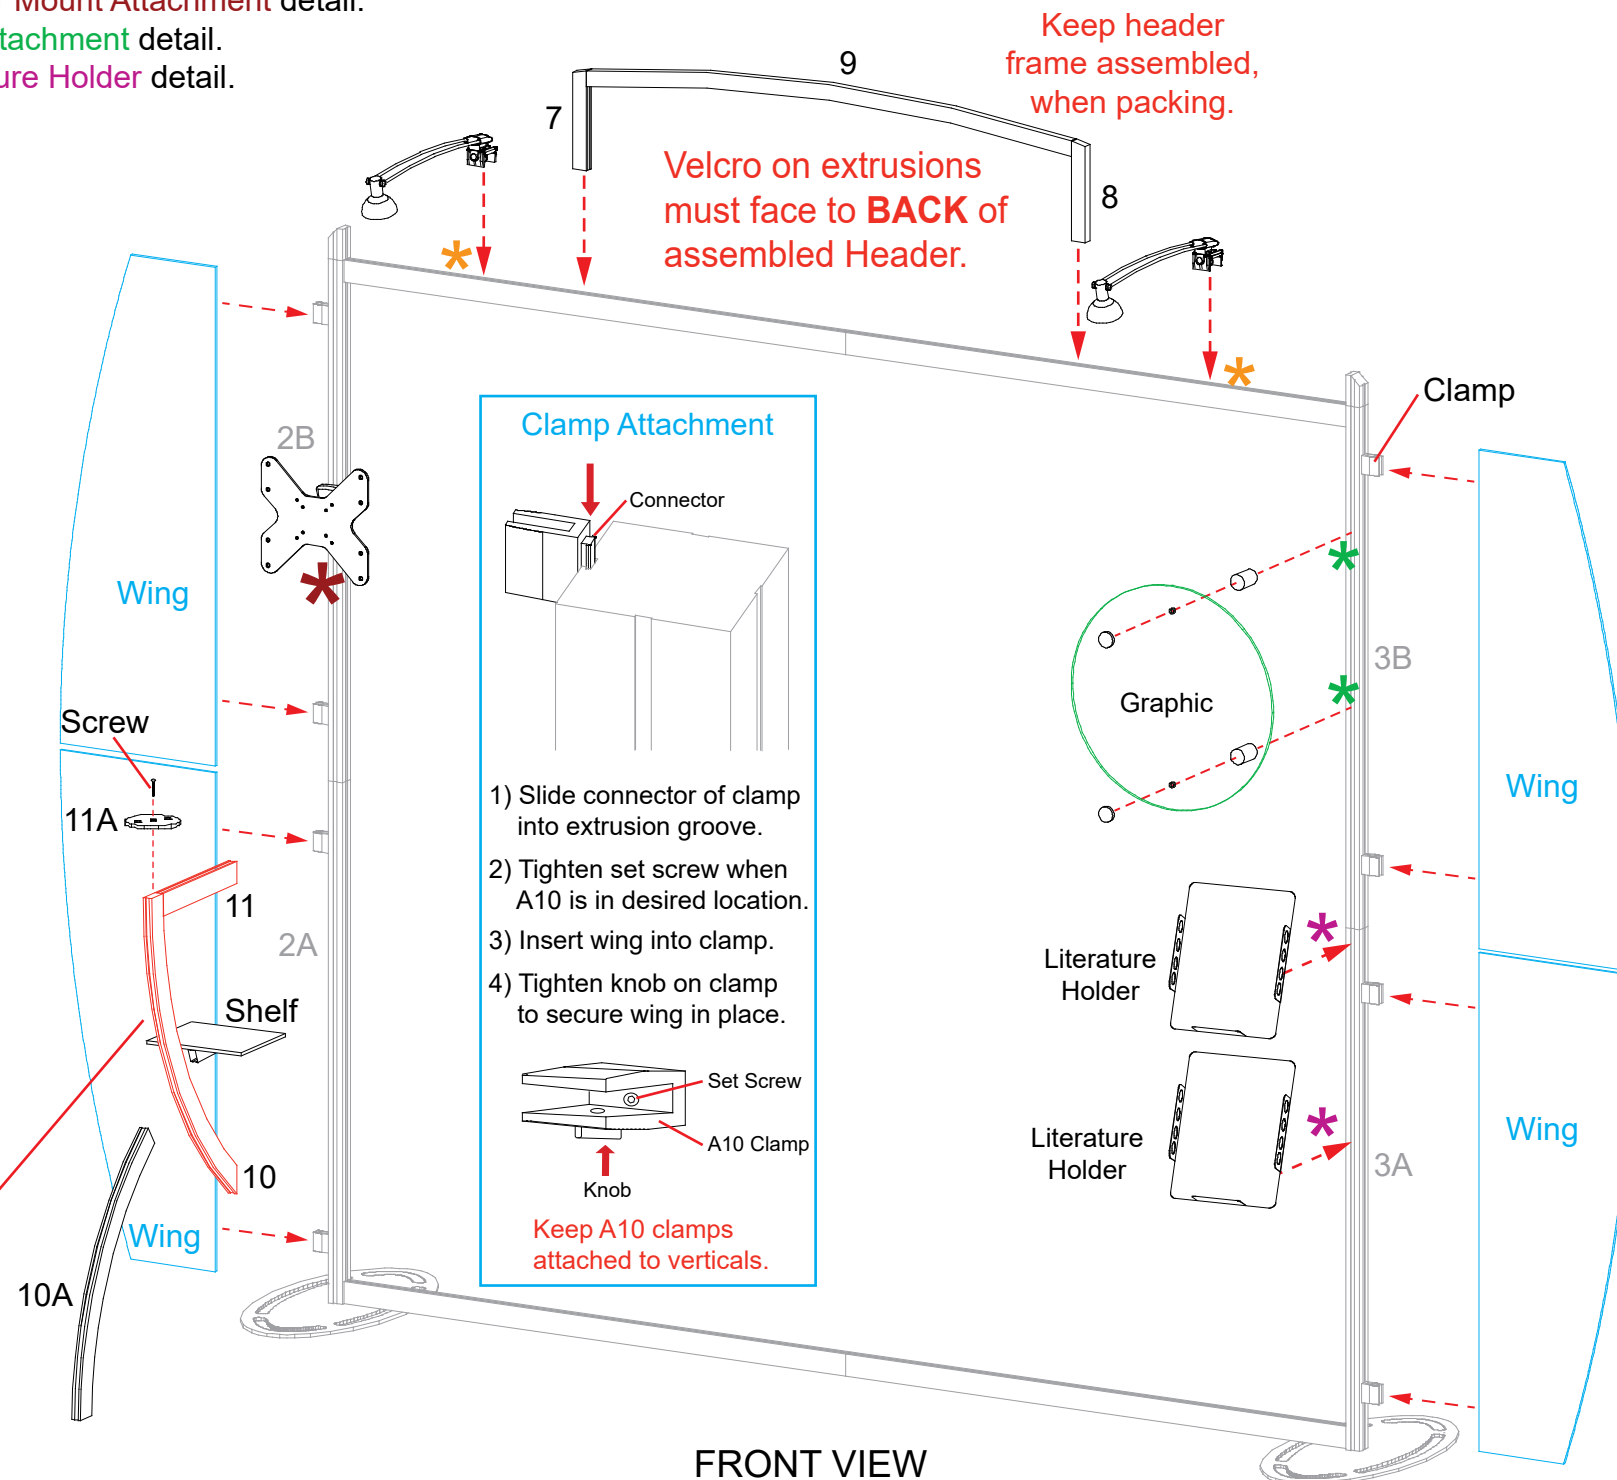 Mount Attachment detail.
tachment detail.
ure Holder detail.
Keep header
frame assembled,
when packing.
9
7
8
Velcro on extrusions
must face to BACK of
assembled Header.
*
*
Clamp
2B
Clamp Attachment
Connector
*
Wing
*
3B
*
Graphic
Screw
11A
Wing
1) Slide connector of clamp
into extrusion groove.
2) Tighten set screw when
A10 is in desired location.
3) Insert wing into clamp.
4) Tighten knob on clamp
to secure wing in place.
11
2A
Shelf
*
Literature
Holder
Set Screw
A10 Clamp
Knob
Keep A10 clamps
attached to verticals.
*
Literature
Holder
Wing
3A
10
Wing
10A
FRONT VIEW